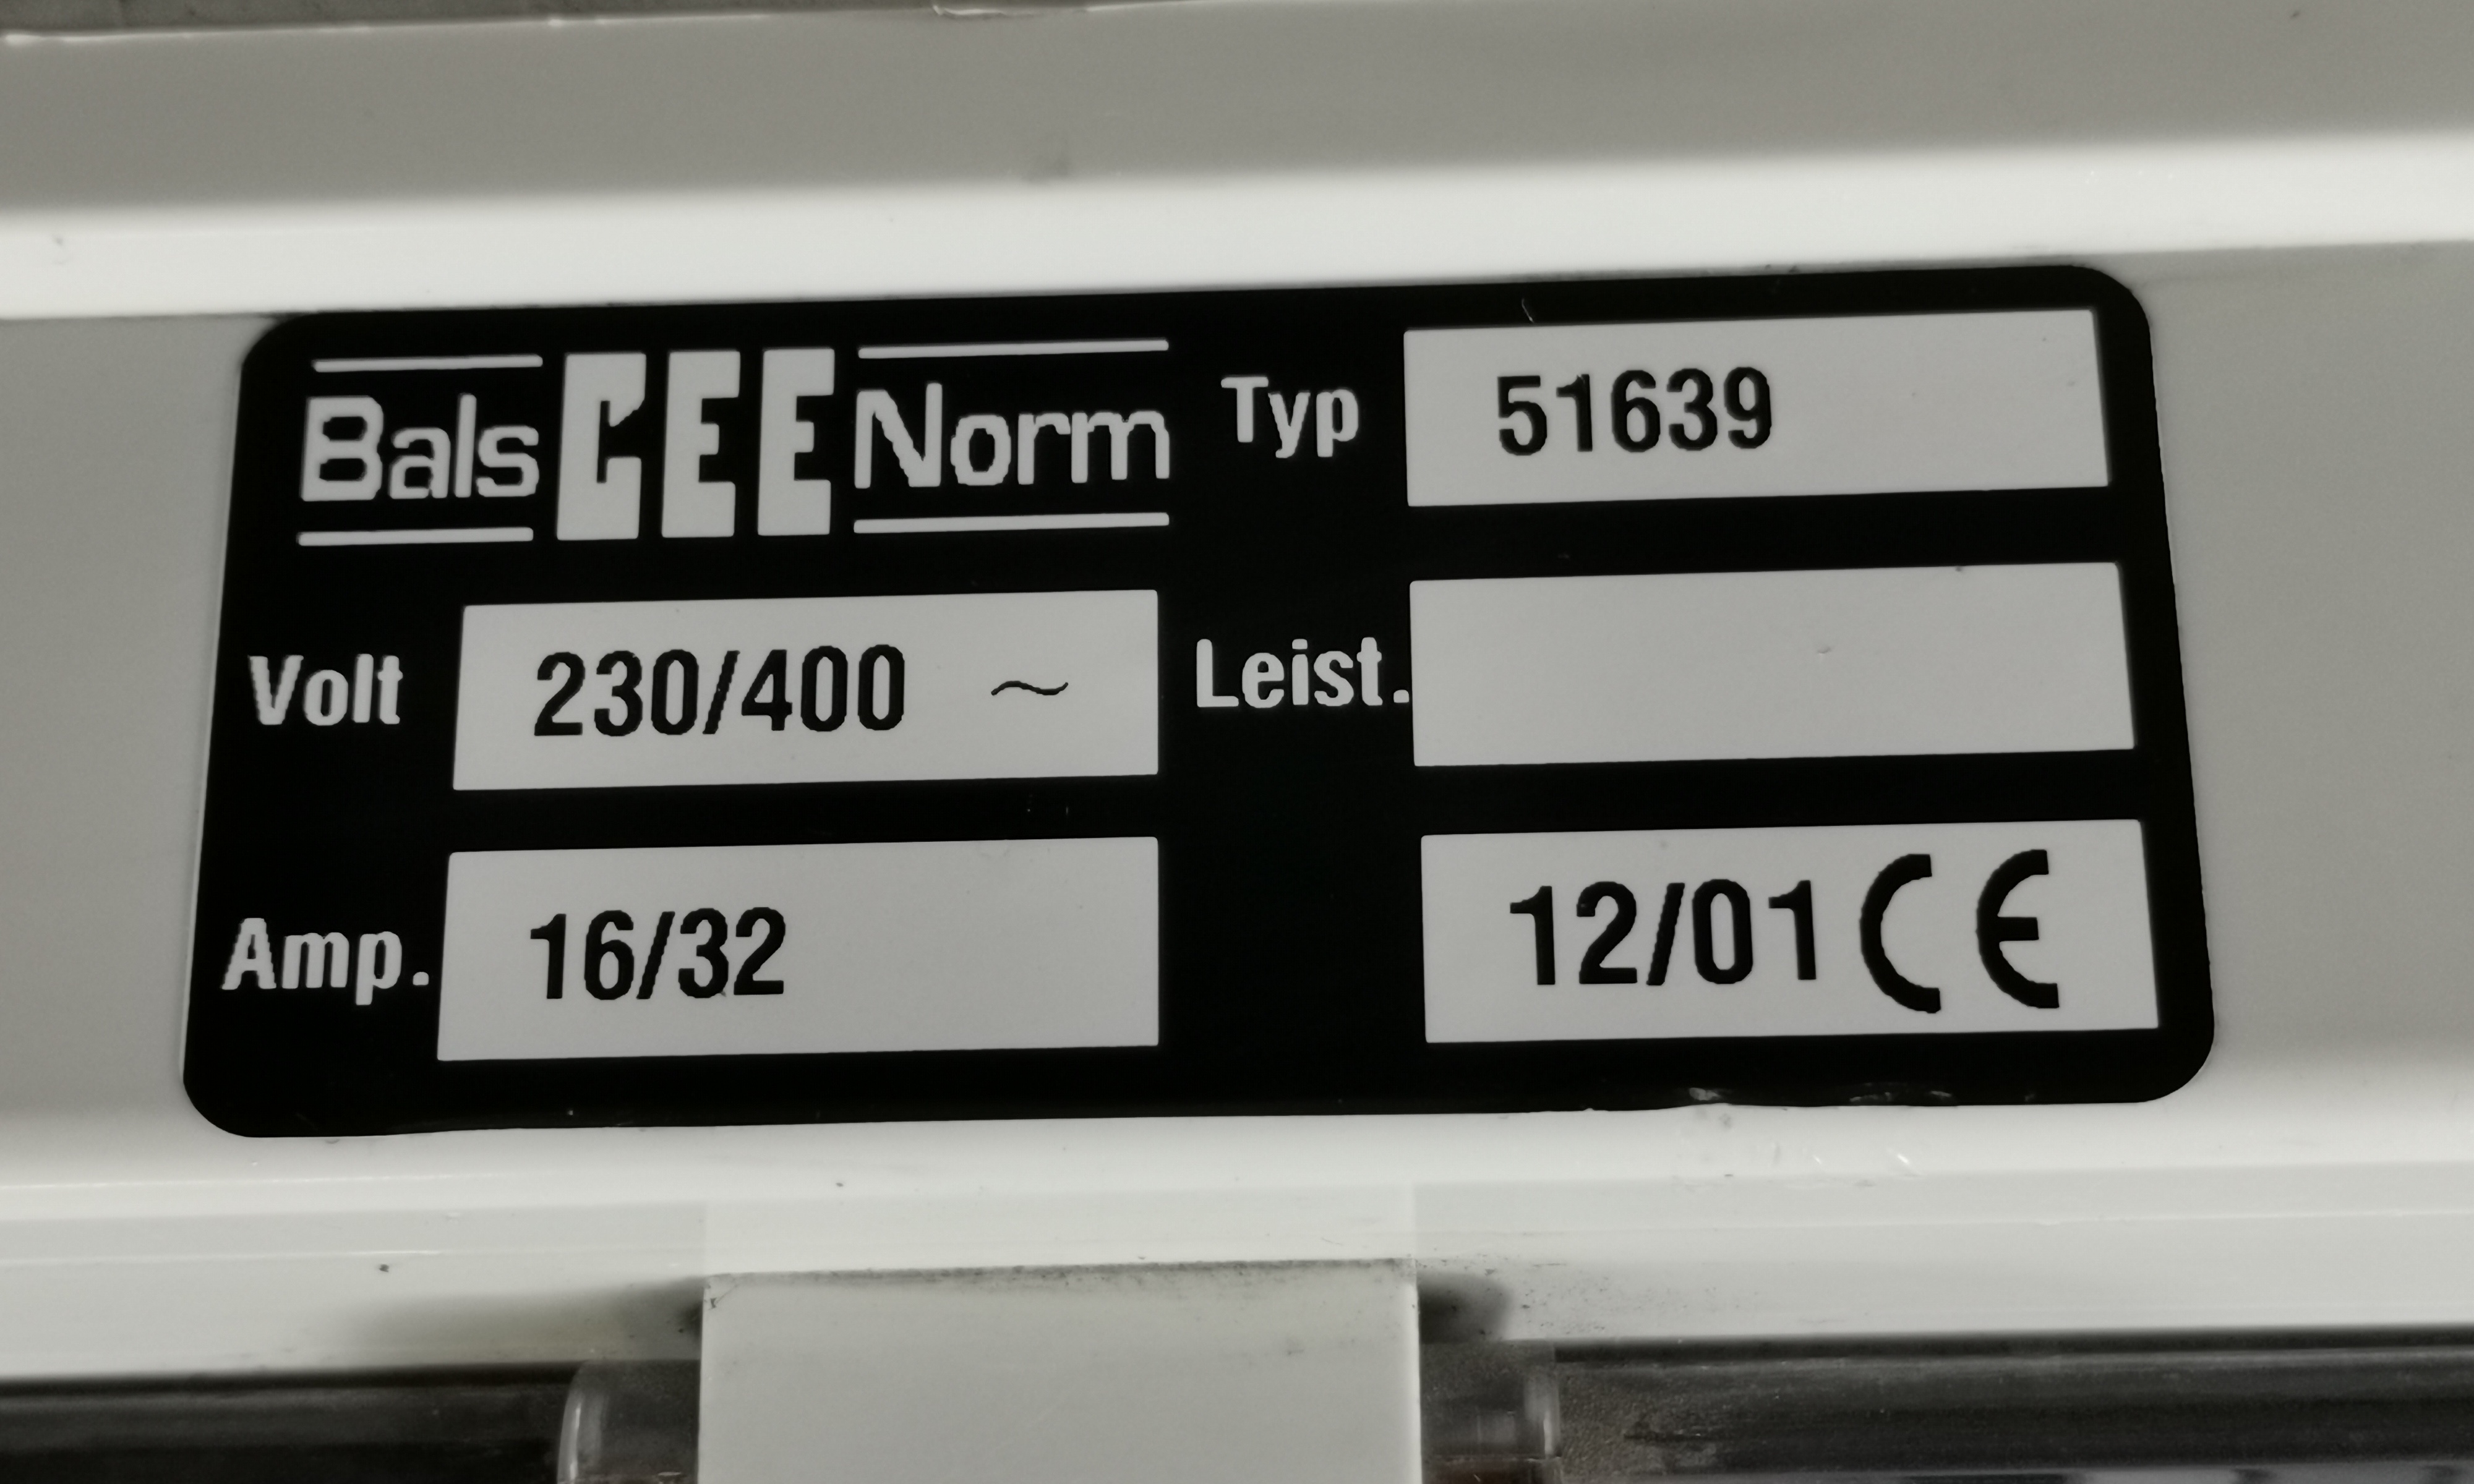 Bals CEE Norm Typ 51639
Volt 230/400 ~ Leist.
Amp. 16/32 12/01 CE